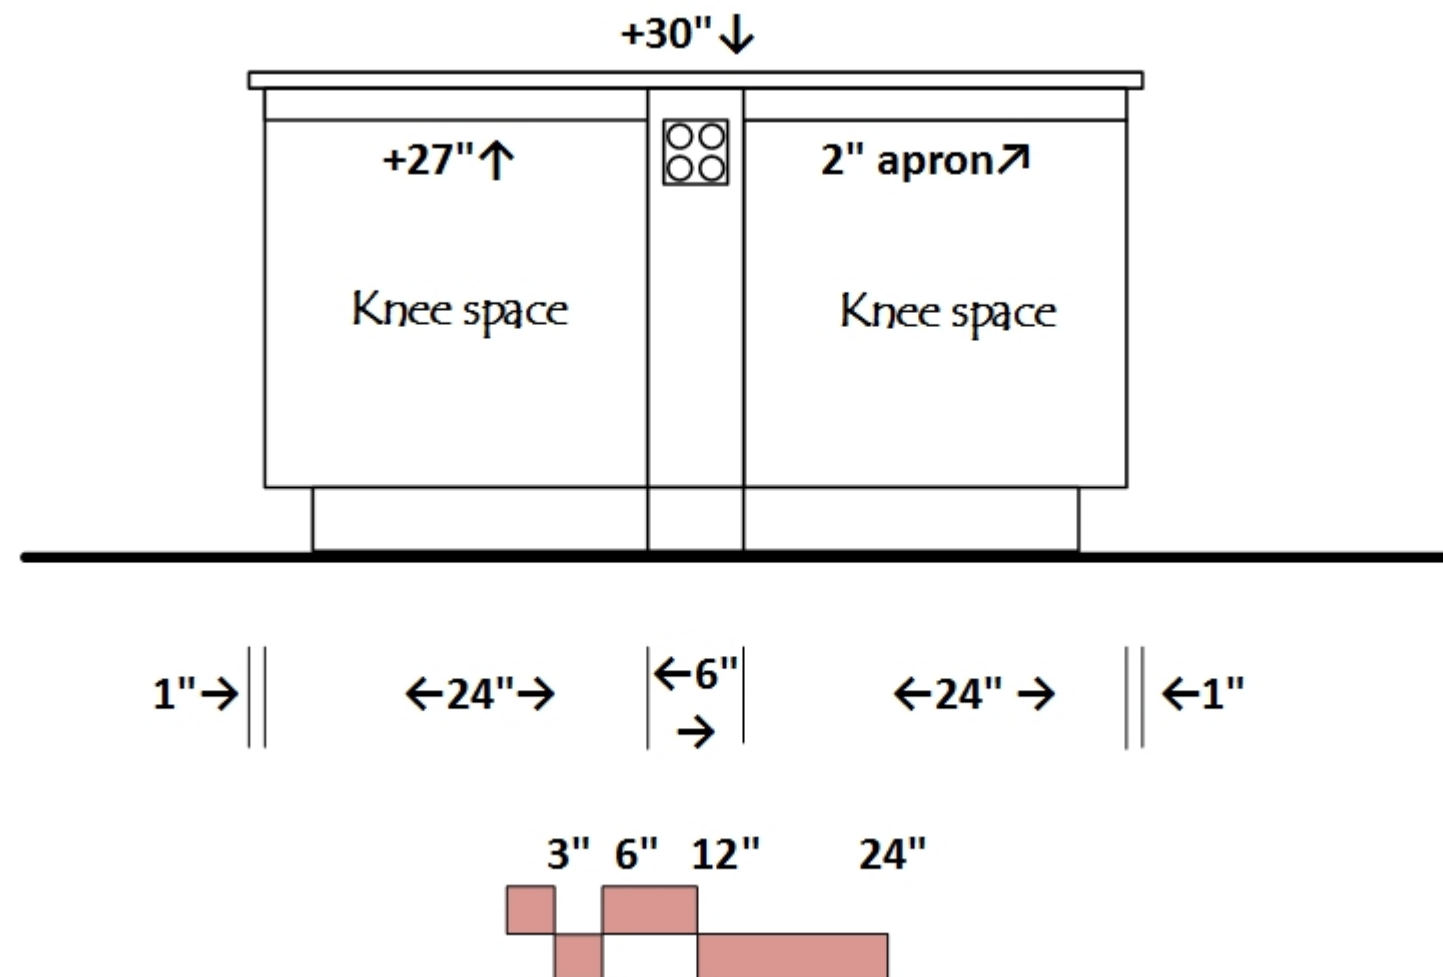 +30"↓
+27"↑ 2" apron↗
Knee space Knee space
1"→ ←24"→ ←6"→ ←24" → ←1"
3" 6" 12" 24"